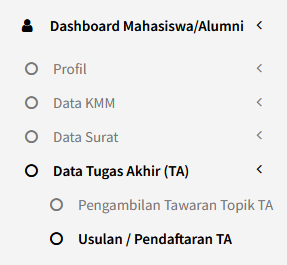 Dashboard Mahasiswa/Alumni
Profil
Data KMM
Data Surat
Data Tugas Akhir (TA)
Pengambilan Tawaran Topik TA
Usulan / Pendaftaran TA